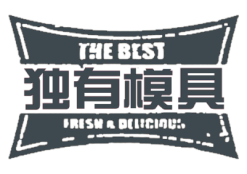 THE BEST
独有模具
FRESH & DELICIOUS